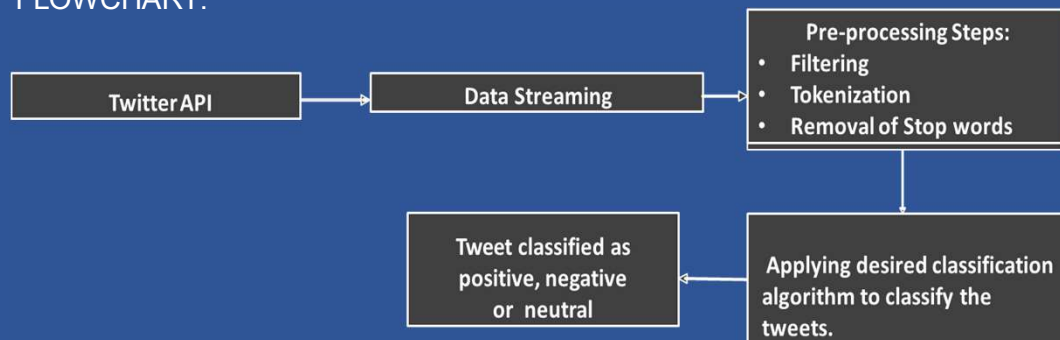 FLOWCHART:
Twitter API
Data Streaming
Pre-processing Steps:
• Filtering
• Tokenization
• Removal of Stop words
Applying desired classification
algorithm to classify the
tweets.
Tweet classified as
positive, negative
or neutral